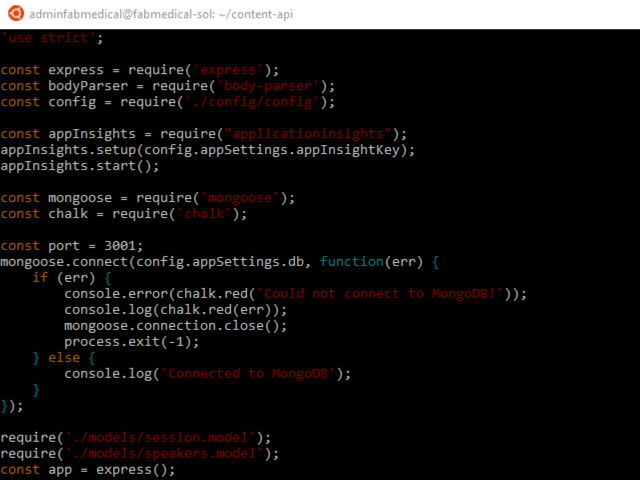 adminfabmedical@fabmedical-sol: ~/content-api
'use strict';
const express = require('express');
const bodyParser = require('body-parser');
const config = require('./config/config');
const appInsights = require("applicationinsights");
appInsights.setup(config.appSettings.appInsightKey);
appInsights.start();
const mongoose = require('mongoose');
const chalk = require('chalk');
const port = 3001;
mongoose.connect(config.appSettings.db, function(err) {
    if (err) {
        console.error(chalk.red('Could not connect to MongoDB!'));
        console.log(chalk.red(err));
        mongoose.connection.close();
        process.exit(-1);
    } else {
        console.log('Connected to MongoDB');
    }
});
require('./models/session.model');
require('./models/speakers.model');
const app = express();